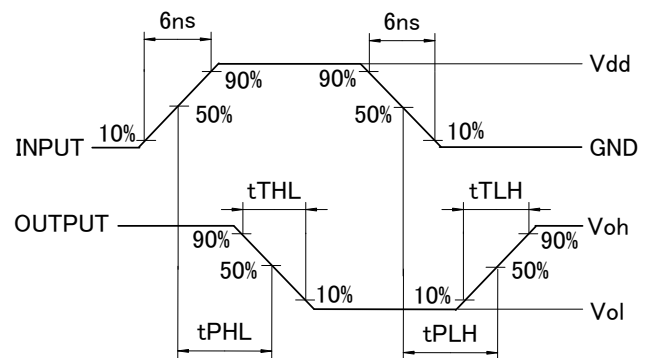 6ns 6ns
90% 90% Vdd
50% 50%
INPUT 10% 10% GND
tTHL tTLH
OUTPUT Voh
90% 90%
50% 50%
10% 10% Vol
tPHL tPLH